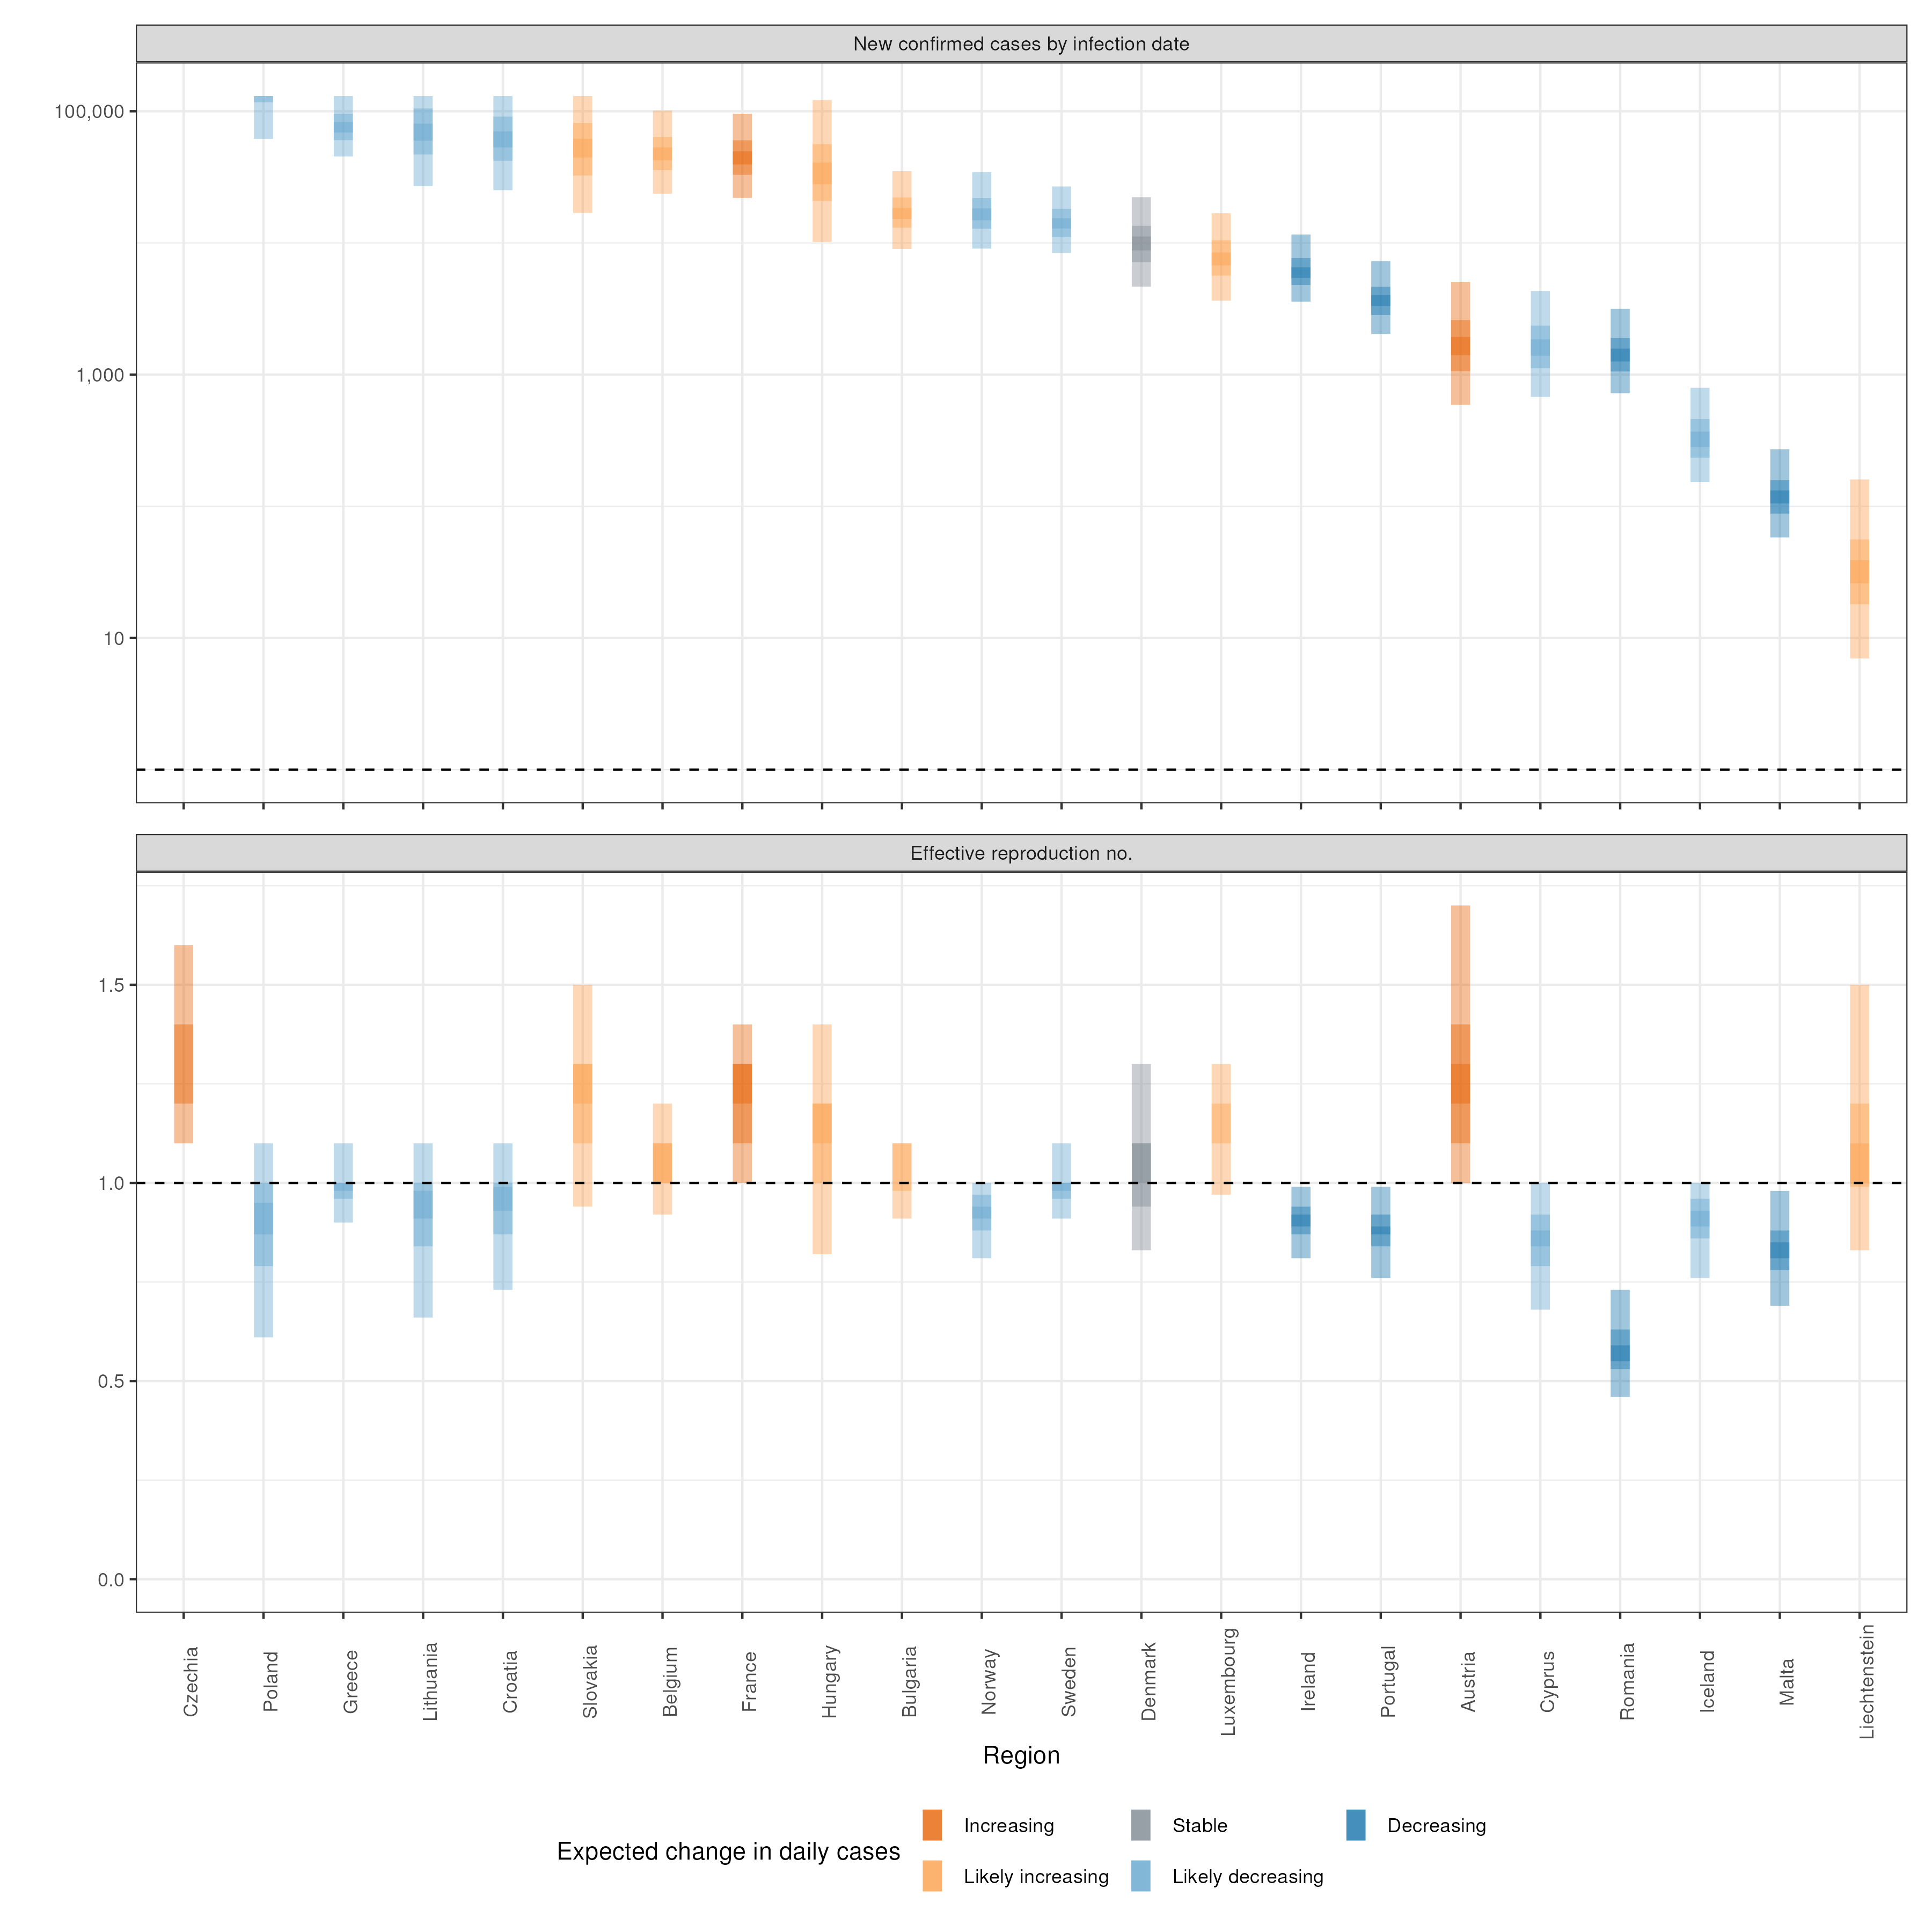 New confirmed cases by infection date
100,000
1,000
10
Effective reproduction no.
1.5
1.0
0.5
0.0
Czechia
Poland
Greece
Lithuania
Croatia
Slovakia
Belgium
France
Hungary
Bulgaria
Norway
Sweden
Denmark
Luxembourg
Ireland
Portugal
Austria
Cyprus
Romania
Iceland
Malta
Liechtenstein
Region
Expected change in daily cases
Increasing
Stable
Decreasing
Likely increasing
Likely decreasing